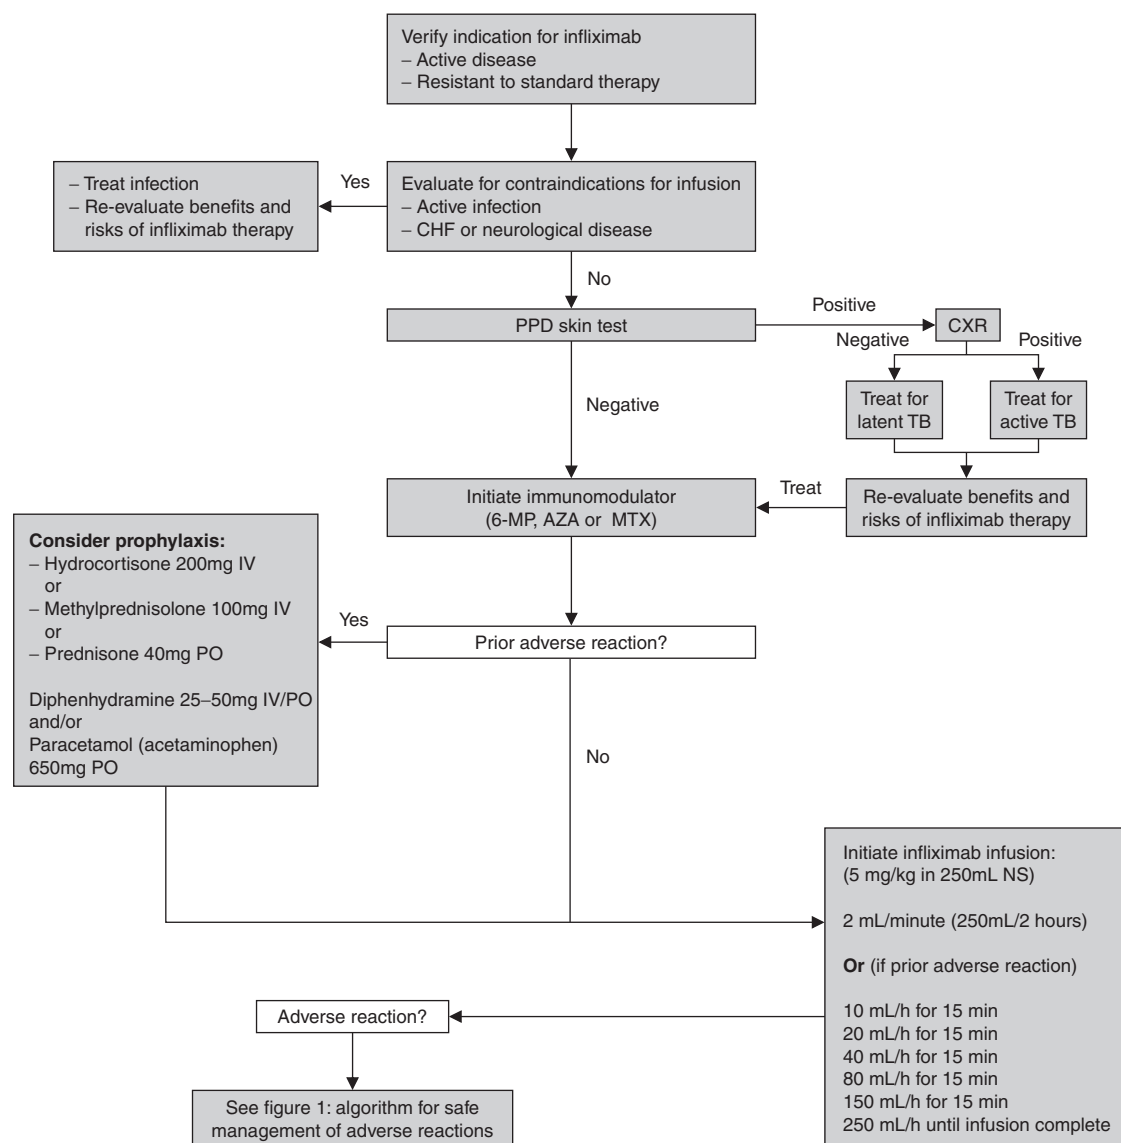 Verify indication for infliximab
– Active disease
– Resistant to standard therapy
Yes
– Treat infection
– Re-evaluate benefits and
risks of infliximab therapy
Evaluate for contraindications for infusion
– Active infection
– CHF or neurological disease
No
PPD skin test
Positive
CXR
Negative
Positive
Treat for
latent TB
Treat for
active TB
Negative
Initiate immunomodulator
(6-MP, AZA or MTX)
Treat
Re-evaluate benefits and
risks of infliximab therapy
Consider prophylaxis:
– Hydrocortisone 200mg IV
or
– Methylprednisolone 100mg IV
or
– Prednisone 40mg PO
Diphenhydramine 25–50mg IV/PO
and/or
Paracetamol (acetaminophen)
650mg PO
Yes
Prior adverse reaction?
No
Initiate infliximab infusion:
(5 mg/kg in 250mL NS)
2 mL/minute (250mL/2 hours)
Or (if prior adverse reaction)
10 mL/h for 15 min
20 mL/h for 15 min
40 mL/h for 15 min
80 mL/h for 15 min
150 mL/h for 15 min
250 mL/h until infusion complete
Adverse reaction?
See figure 1: algorithm for safe
management of adverse reactions